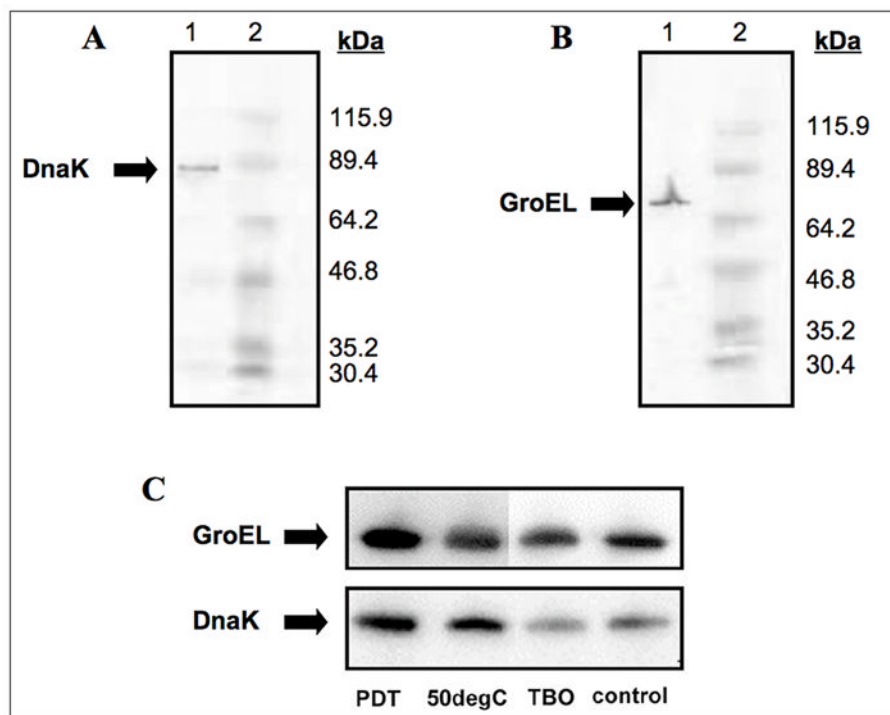 A
1 2
kDa
115.9
DnaK
89.4
64.2
46.8
35.2
30.4
B
1 2
kDa
115.9
89.4
GroEL
64.2
46.8
35.2
30.4
C
GroEL
DnaK
PDT 50degC TBO control